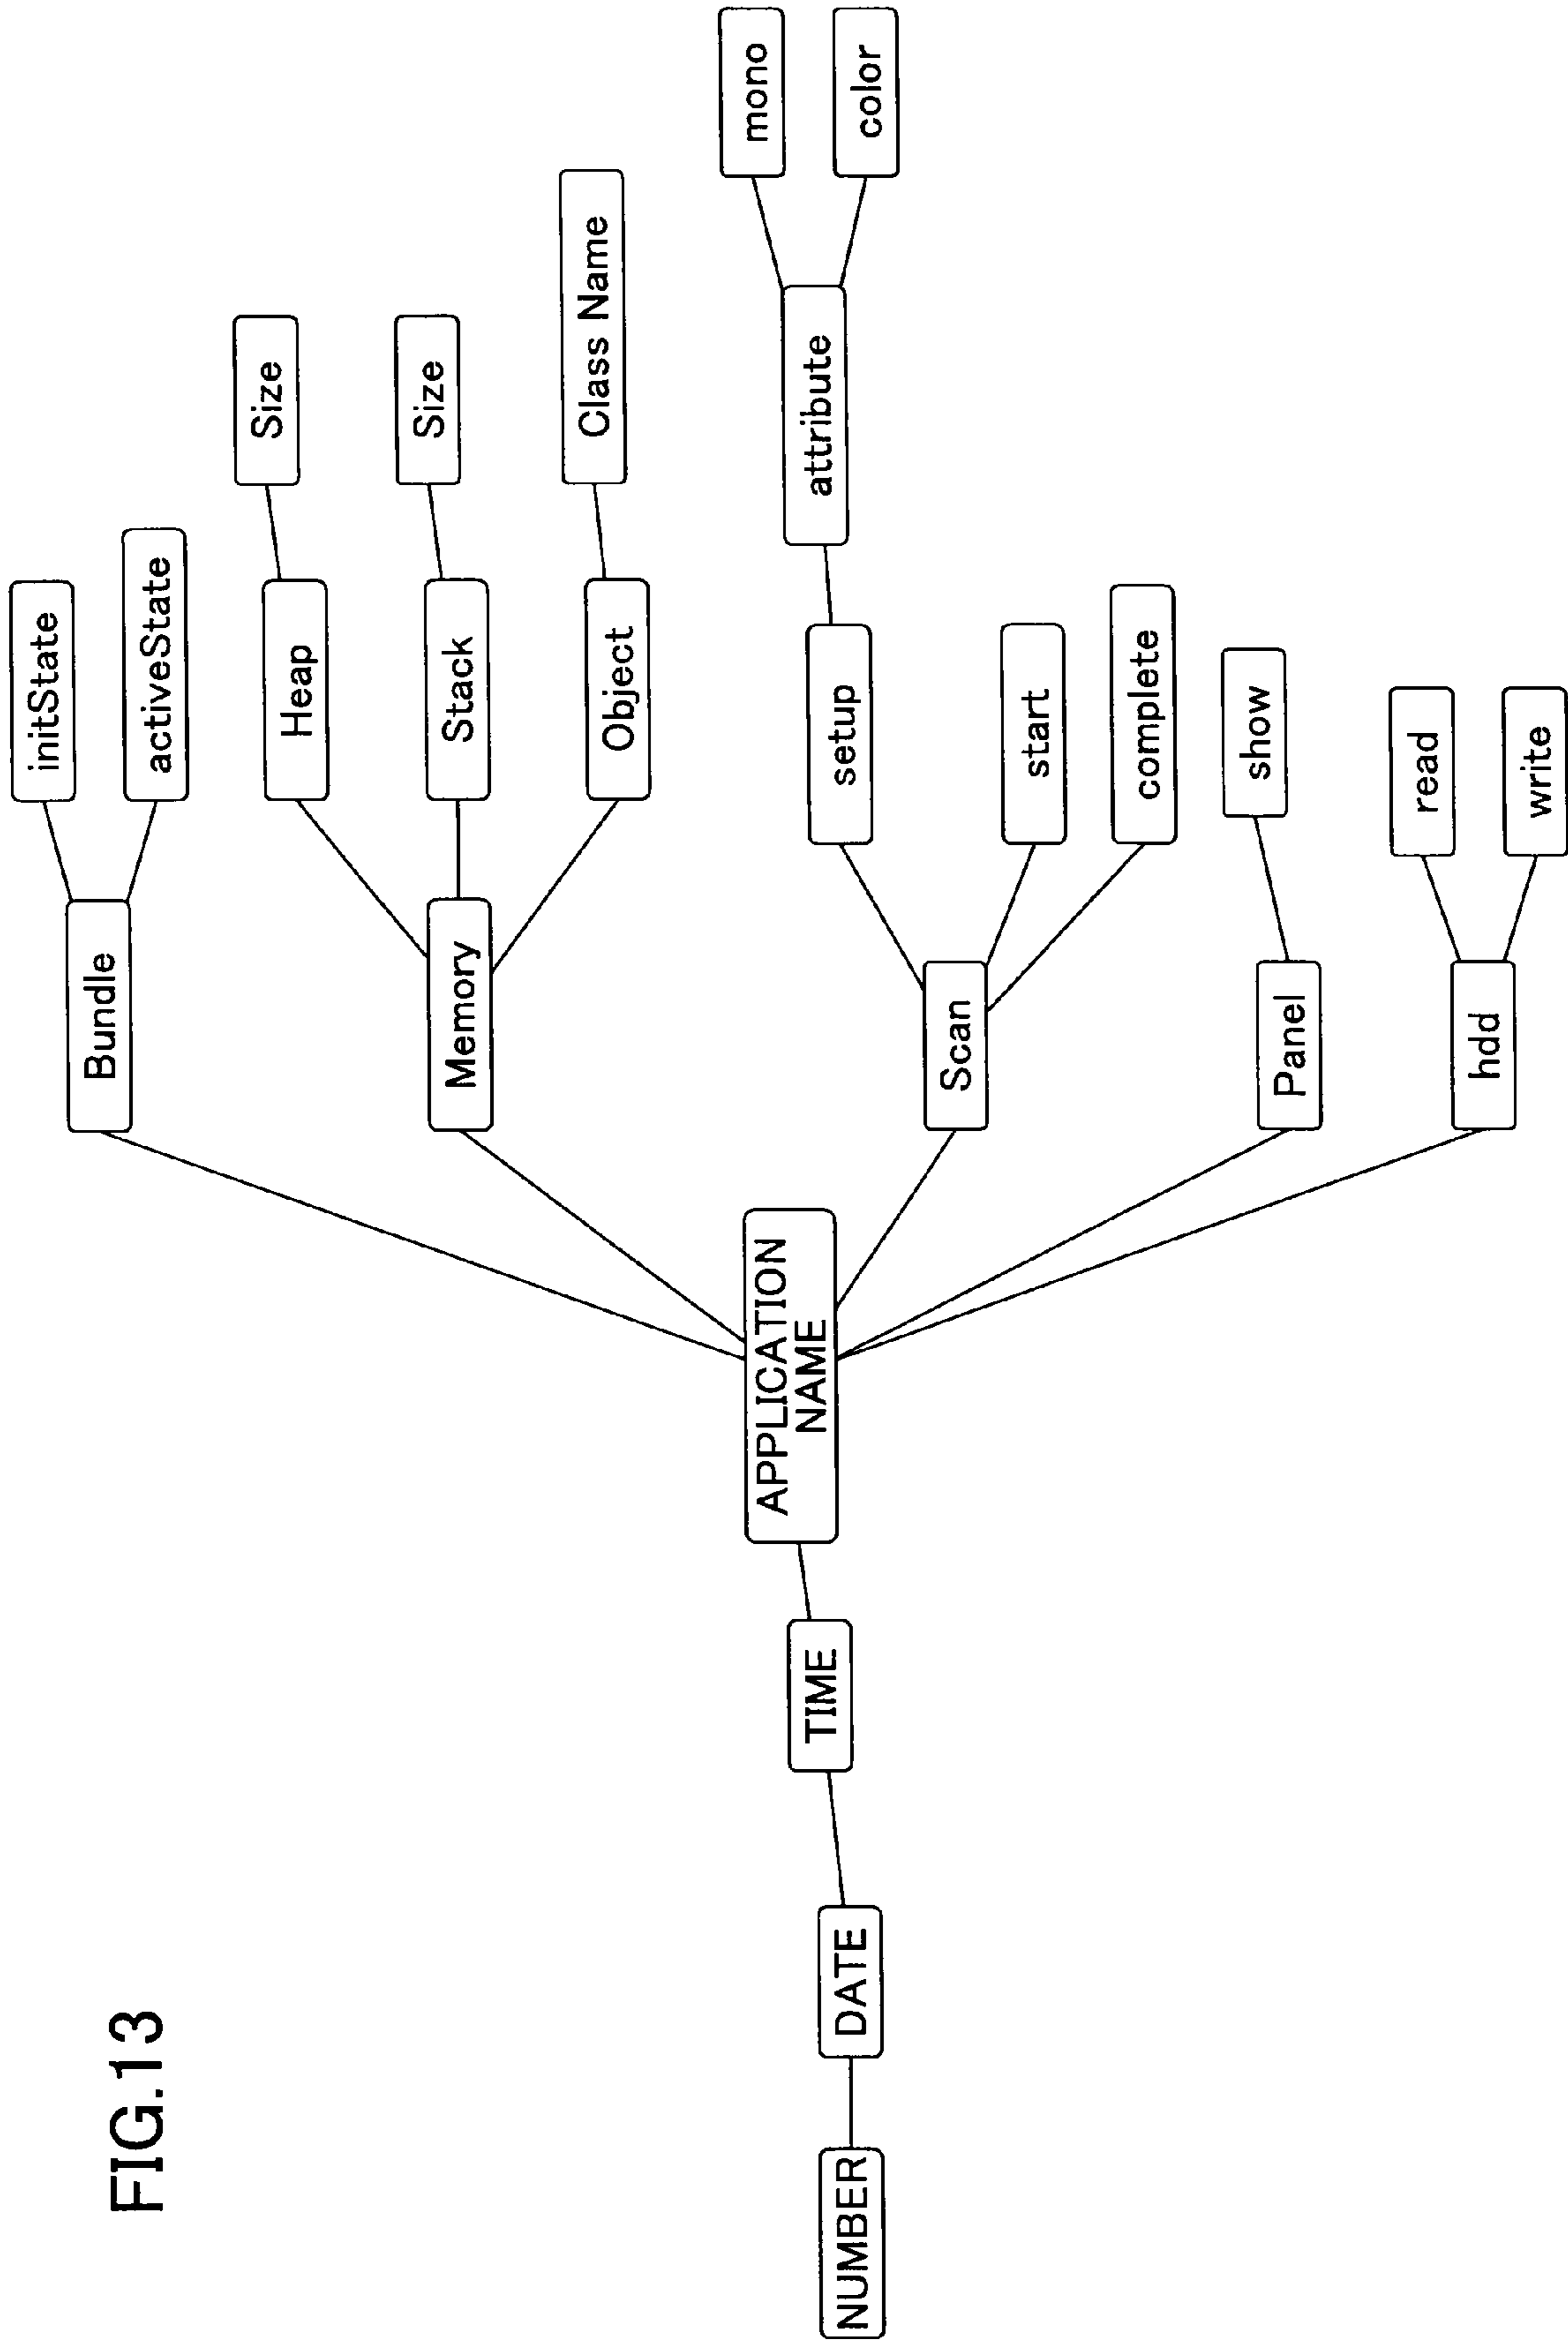 FIG.13
NUMBER
DATE
TIME
APPLICATION
NAME
Bundle
initState
activeState
Memory
Heap
Size
Stack
Size
Object
Class Name
Scan
setup
attribute
mono
color
start
complete
Panel
show
hdd
read
write